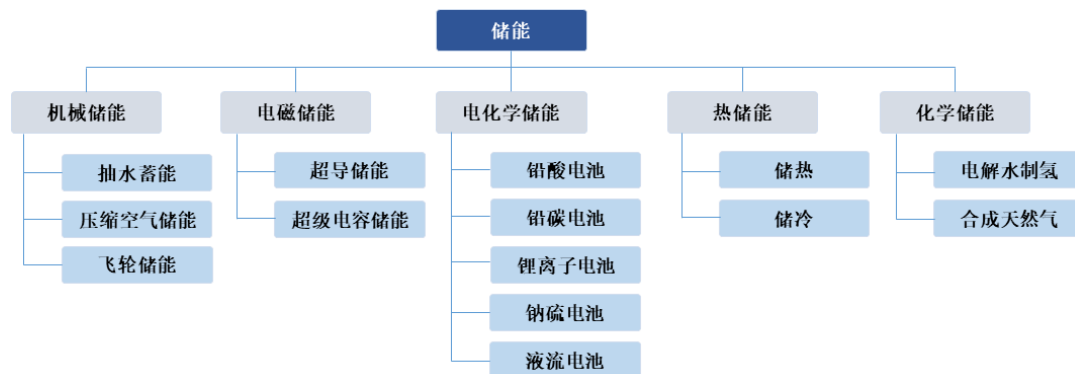 储能
机械储能
抽水蓄能
压缩空气储能
飞轮储能
电磁储能
超导储能
超级电容储能
电化学储能
铅酸电池
铅碳电池
锂离子电池
钠硫电池
液流电池
热储能
储热
储冷
化学储能
电解水制氢
合成天然气